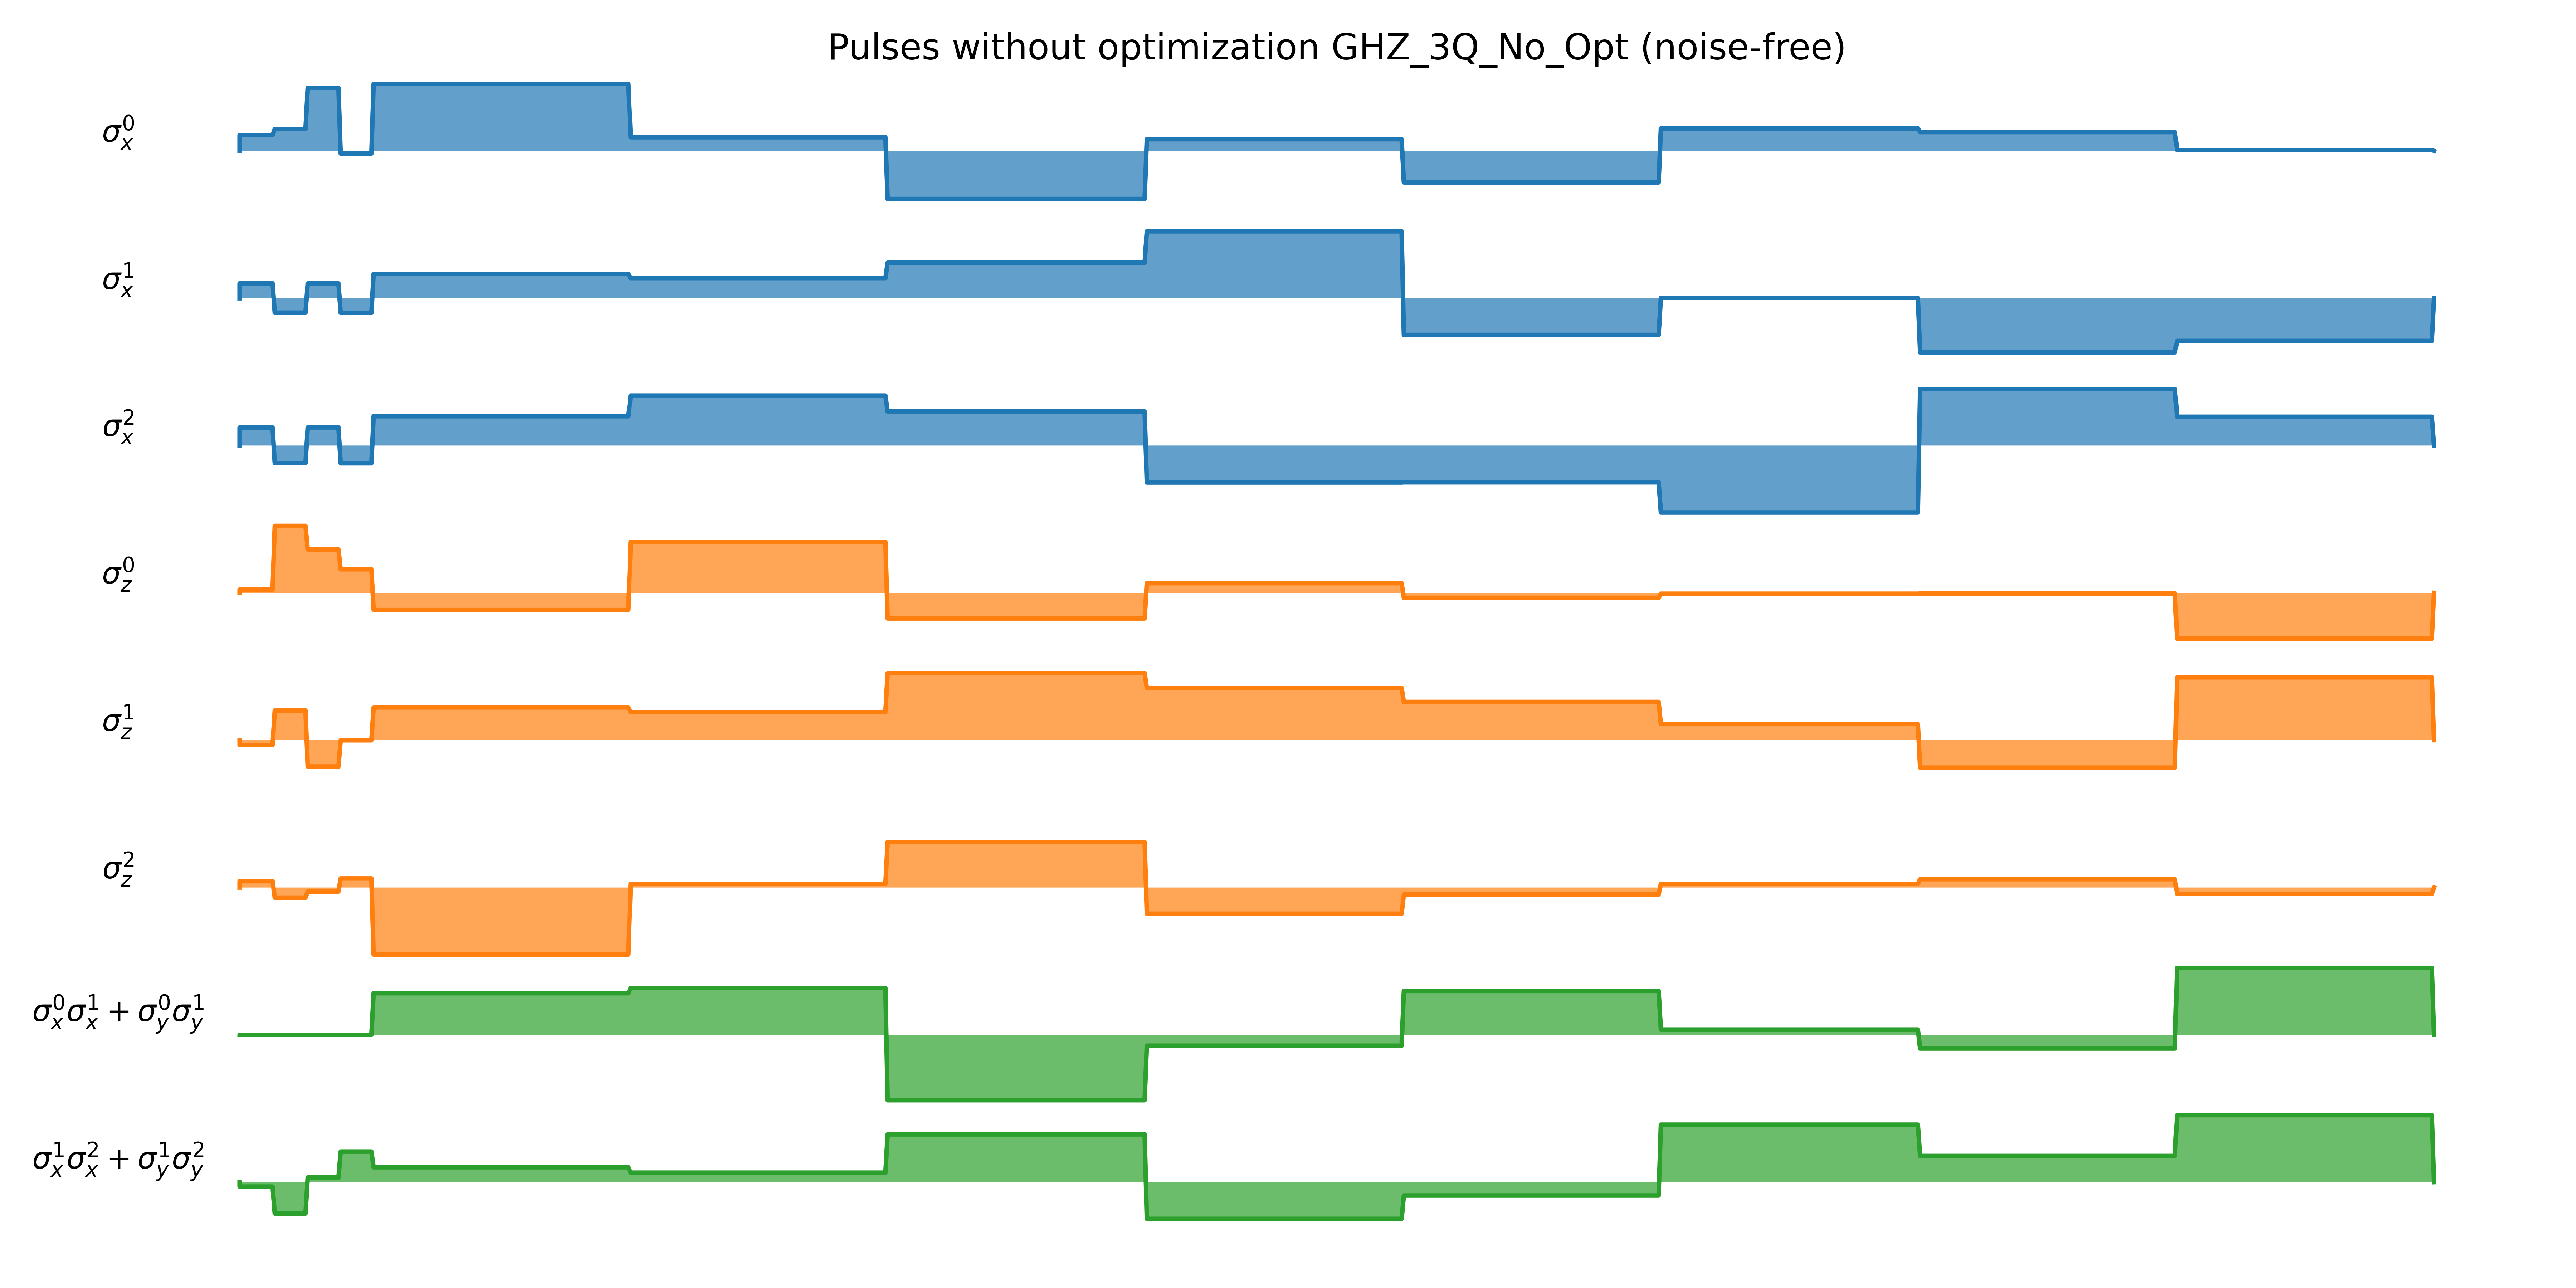 Pulses without optimization GHZ_3Q_No_Opt (noise-free)
σ_x^0
σ_x^1
σ_x^2
σ_z^0
σ_z^1
σ_z^2
σ_x^0σ_x^1 + σ_y^0σ_y^1
σ_x^1σ_x^2 + σ_y^1σ_y^2